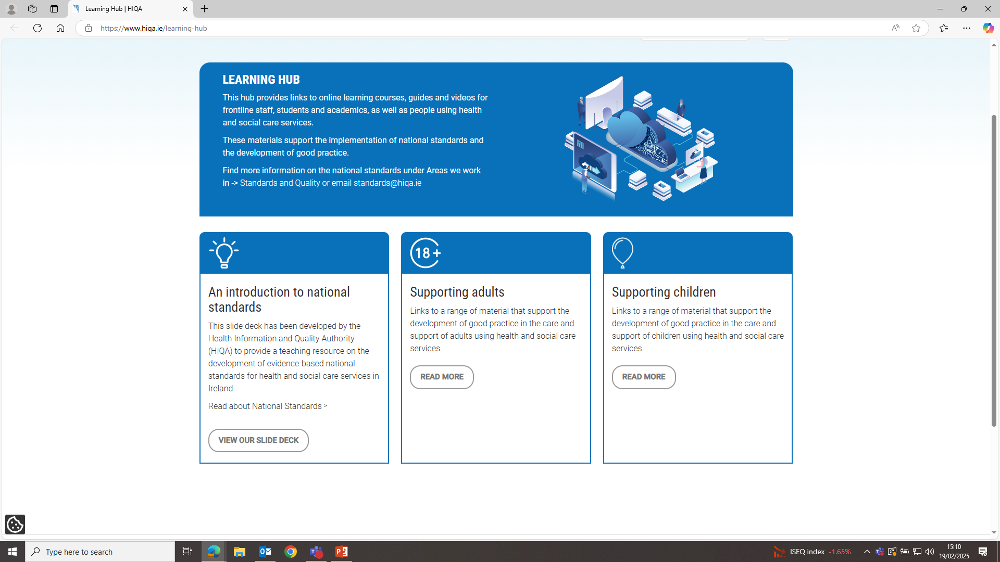 Learning Hub | HIQA
https://www.hiqa.ie/learning-hub
LEARNING HUB
This hub provides links to online learning courses, guides and videos for
frontline staff, students and academics, as well as people using health
and social care services.
These materials support the implementation of national standards and
the development of good practice.
Find more information on the national standards under Areas we work
in -> Standards and Quality or email standards@hiqa.ie
An introduction to national
standards
This slide deck has been developed by the
Health Information and Quality Authority
(HIQA) to provide a teaching resource on the
development of evidence-based national
standards for health and social care services in
Ireland.
Read about National Standards >
VIEW OUR SLIDE DECK
18+
Supporting adults
Links to a range of material that support the
development of good practice in the care and
support of adults using health and social care
services.
READ MORE
Supporting children
Links to a range of material that support the
development of good practice in the care and
support of children using health and social care
services.
READ MORE
Type here to search
ISEQ index -1.65%
15:10
19/02/2025